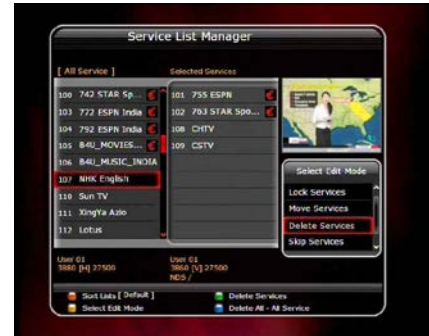 Service List Manager
[ All Service ]
Selected Services
100 742 STAR Sp...
103 772 ESPN India
104 792 ESPN India
105 B4U_MOVIES...
106 B4U_MUSIC_INDIA
107 NHK English
110 Sun TV
111 XingYa Azio
112 Lotus
101 755 ESPN
102 763 STAR Spo...
108 CHTV
109 CSTV
Select Edit Mode
Lock Services
Move Services
Delete Services
Skip Services
User 01
3880 [H] 27500
User 01
3860 [V] 27500
NDS /
Sort Lists [ Default ]
Delete Services
Select Edit Mode
Delete All - All Service